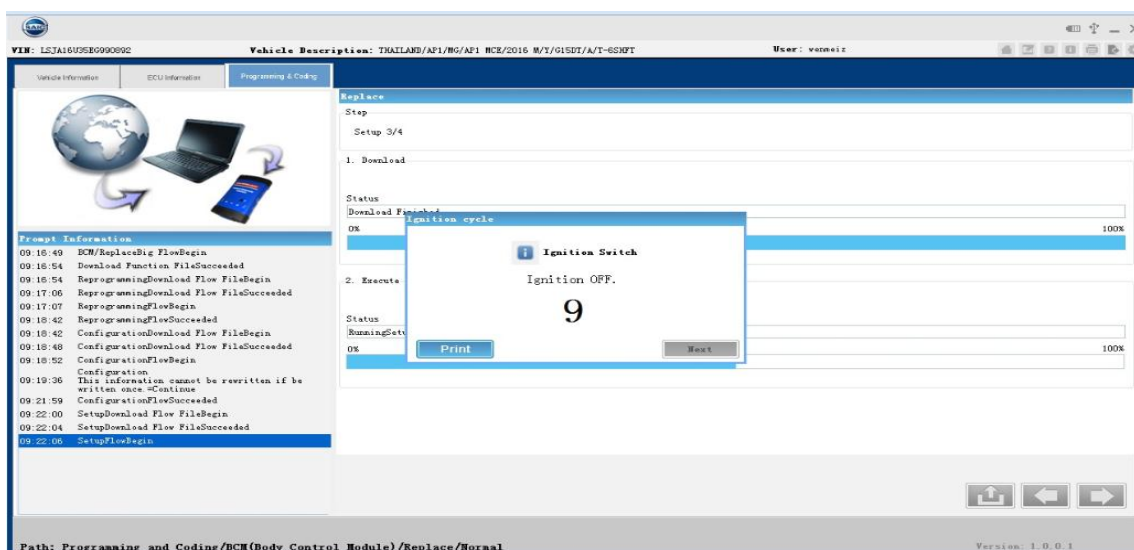 VIN: LSJA16U35EG990892 Vehicle Description: THAILAND/AP1/MG/AP1 MCE/2016 M/Y/G15DT/A/T-6SXFT User: venmeiz
Vehicle Information ECU Information Programming & Coding
Replace
Step
Setup 3/4
1. Download
Status
Download Finished
0% 100%
Ignition cycle
Ignition Switch
Ignition OFF.
9
Print Next
2. Execute
Status
0% 100%
Prompt Information
09:16:49 BCM/ReplaceBig FlowBegin
09:16:54 Download Function FileSucceeded
09:16:54 ReprogrammingDownload Flow FileBegin
09:17:06 ReprogrammingDownload Flow FileSucceeded
09:17:07 ReprogrammingFlowBegin
09:18:42 ReprogrammingFlowSucceeded
09:18:42 ConfigurationDownload Flow FileBegin
09:18:48 ConfigurationDownload Flow FileSucceeded
09:18:52 ConfigurationFlowBegin
Configuration
09:19:36 This information cannot be rewritten if be
written once.=Continue
09:21:59 ConfigurationFlowSucceeded
09:22:00 SetupDownload Flow FileBegin
09:22:04 SetupDownload Flow FileSucceeded
09:22:06 SetupFlowBegin
Path: Programming and Coding/BCM(Body Control Module)/Replace/Normal Version: 1.0.0.1